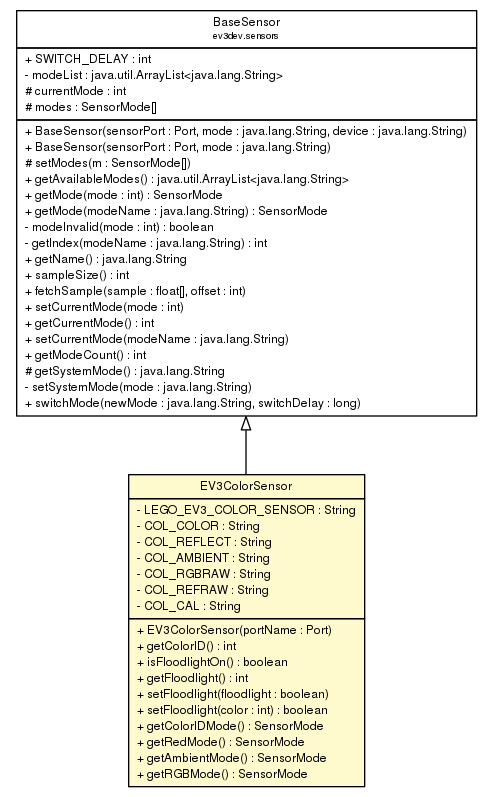 BaseSensor
ev3dev.sensors
+ SWITCH_DELAY : int
- modeList : java.util.ArrayList<java.lang.String>
# currentMode : int
# modes : SensorMode[]
+ BaseSensor(sensorPort : Port, mode : java.lang.String, device : java.lang.String)
+ BaseSensor(sensorPort : Port, mode : java.lang.String)
# setModes(m : SensorMode[])
+ getAvailableModes() : java.util.ArrayList<java.lang.String>
+ getMode(mode : int) : SensorMode
+ getMode(modeName : java.lang.String) : SensorMode
- modeInvalid(mode : int) : boolean
- getIndex(modeName : java.lang.String) : int
+ getName() : java.lang.String
+ sampleSize() : int
+ fetchSample(sample : float[], offset : int)
+ setCurrentMode(mode : int)
+ getCurrentMode() : int
+ setCurrentMode(modeName : java.lang.String)
+ getModeCount() : int
# getSystemMode() : java.lang.String
- setSystemMode(mode : java.lang.String)
+ switchMode(newMode : java.lang.String, switchDelay : long)
EV3ColorSensor
- LEGO_EV3_COLOR_SENSOR : String
- COL_COLOR : String
- COL_REFLECT : String
- COL_AMBIENT : String
- COL_RGBRAW : String
- COL_REFRAW : String
- COL_CAL : String
+ EV3ColorSensor(portName : Port)
+ getColorID() : int
+ isFloodlightOn() : boolean
+ getFloodlight() : int
+ setFloodlight(floodlight : boolean)
+ setFloodlight(color : int) : boolean
+ getColorIDMode() : SensorMode
+ getRedMode() : SensorMode
+ getAmbientMode() : SensorMode
+ getRGBMode() : SensorMode